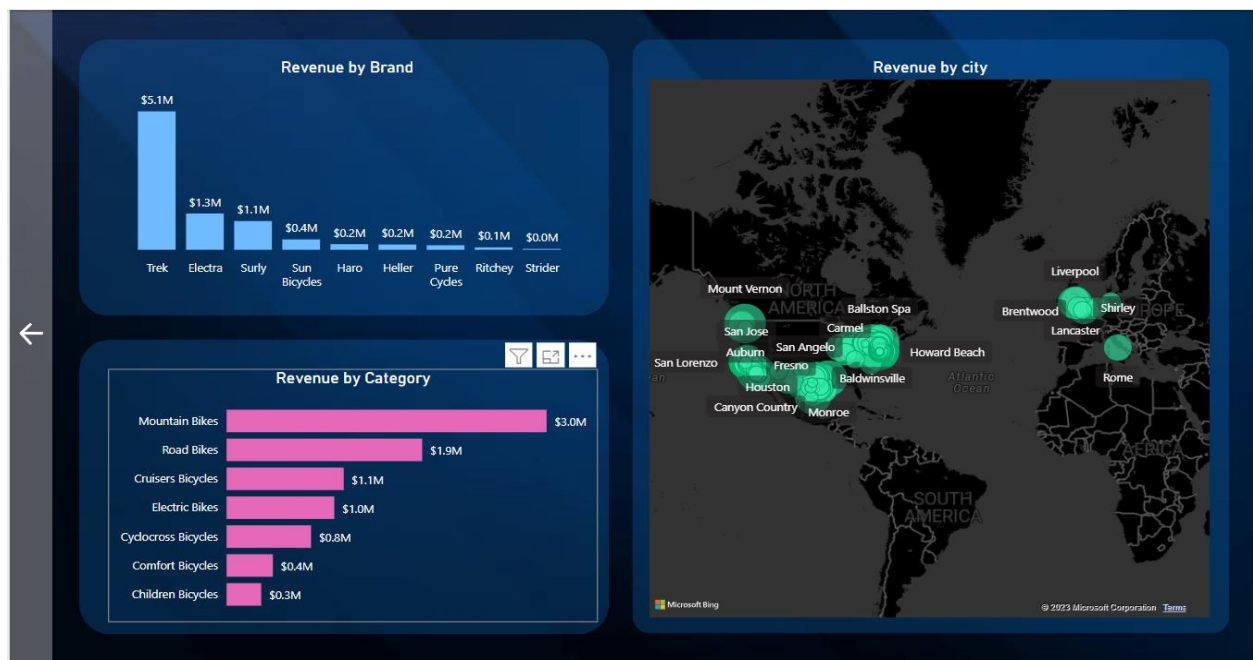 Revenue by Brand
$5.1M
$1.3M
$1.1M
$0.4M
$0.2M
$0.2M
$0.2M
$0.1M
$0.0M
Trek
Electra
Surly
Sun
Bicycles
Haro
Heller
Pure
Cycles
Ritchey
Strider
Revenue by Category
Mountain Bikes
$3.0M
Road Bikes
$1.9M
Cruisers Bicycles
$1.1M
Electric Bikes
$1.0M
Cyclocross Bicycles
$0.8M
Comfort Bicycles
$0.4M
Children Bicycles
$0.3M
Revenue by city
Liverpool
Mount Vernon
NORTH
AMERICA
Ballston Spa
Brentwood
Shirley
Lancaster
San Jose
Carmel
San Angelo
Auburn
Howard Beach
San Lorenzo
Fresno
Baldwinsville
Atlantic
Ocean
Rome
Houston
Canyon Country
Monroe
AFRICA
SOUTH
AMERICA
Microsoft Bing
© 2023 Microsoft Corporation Terms